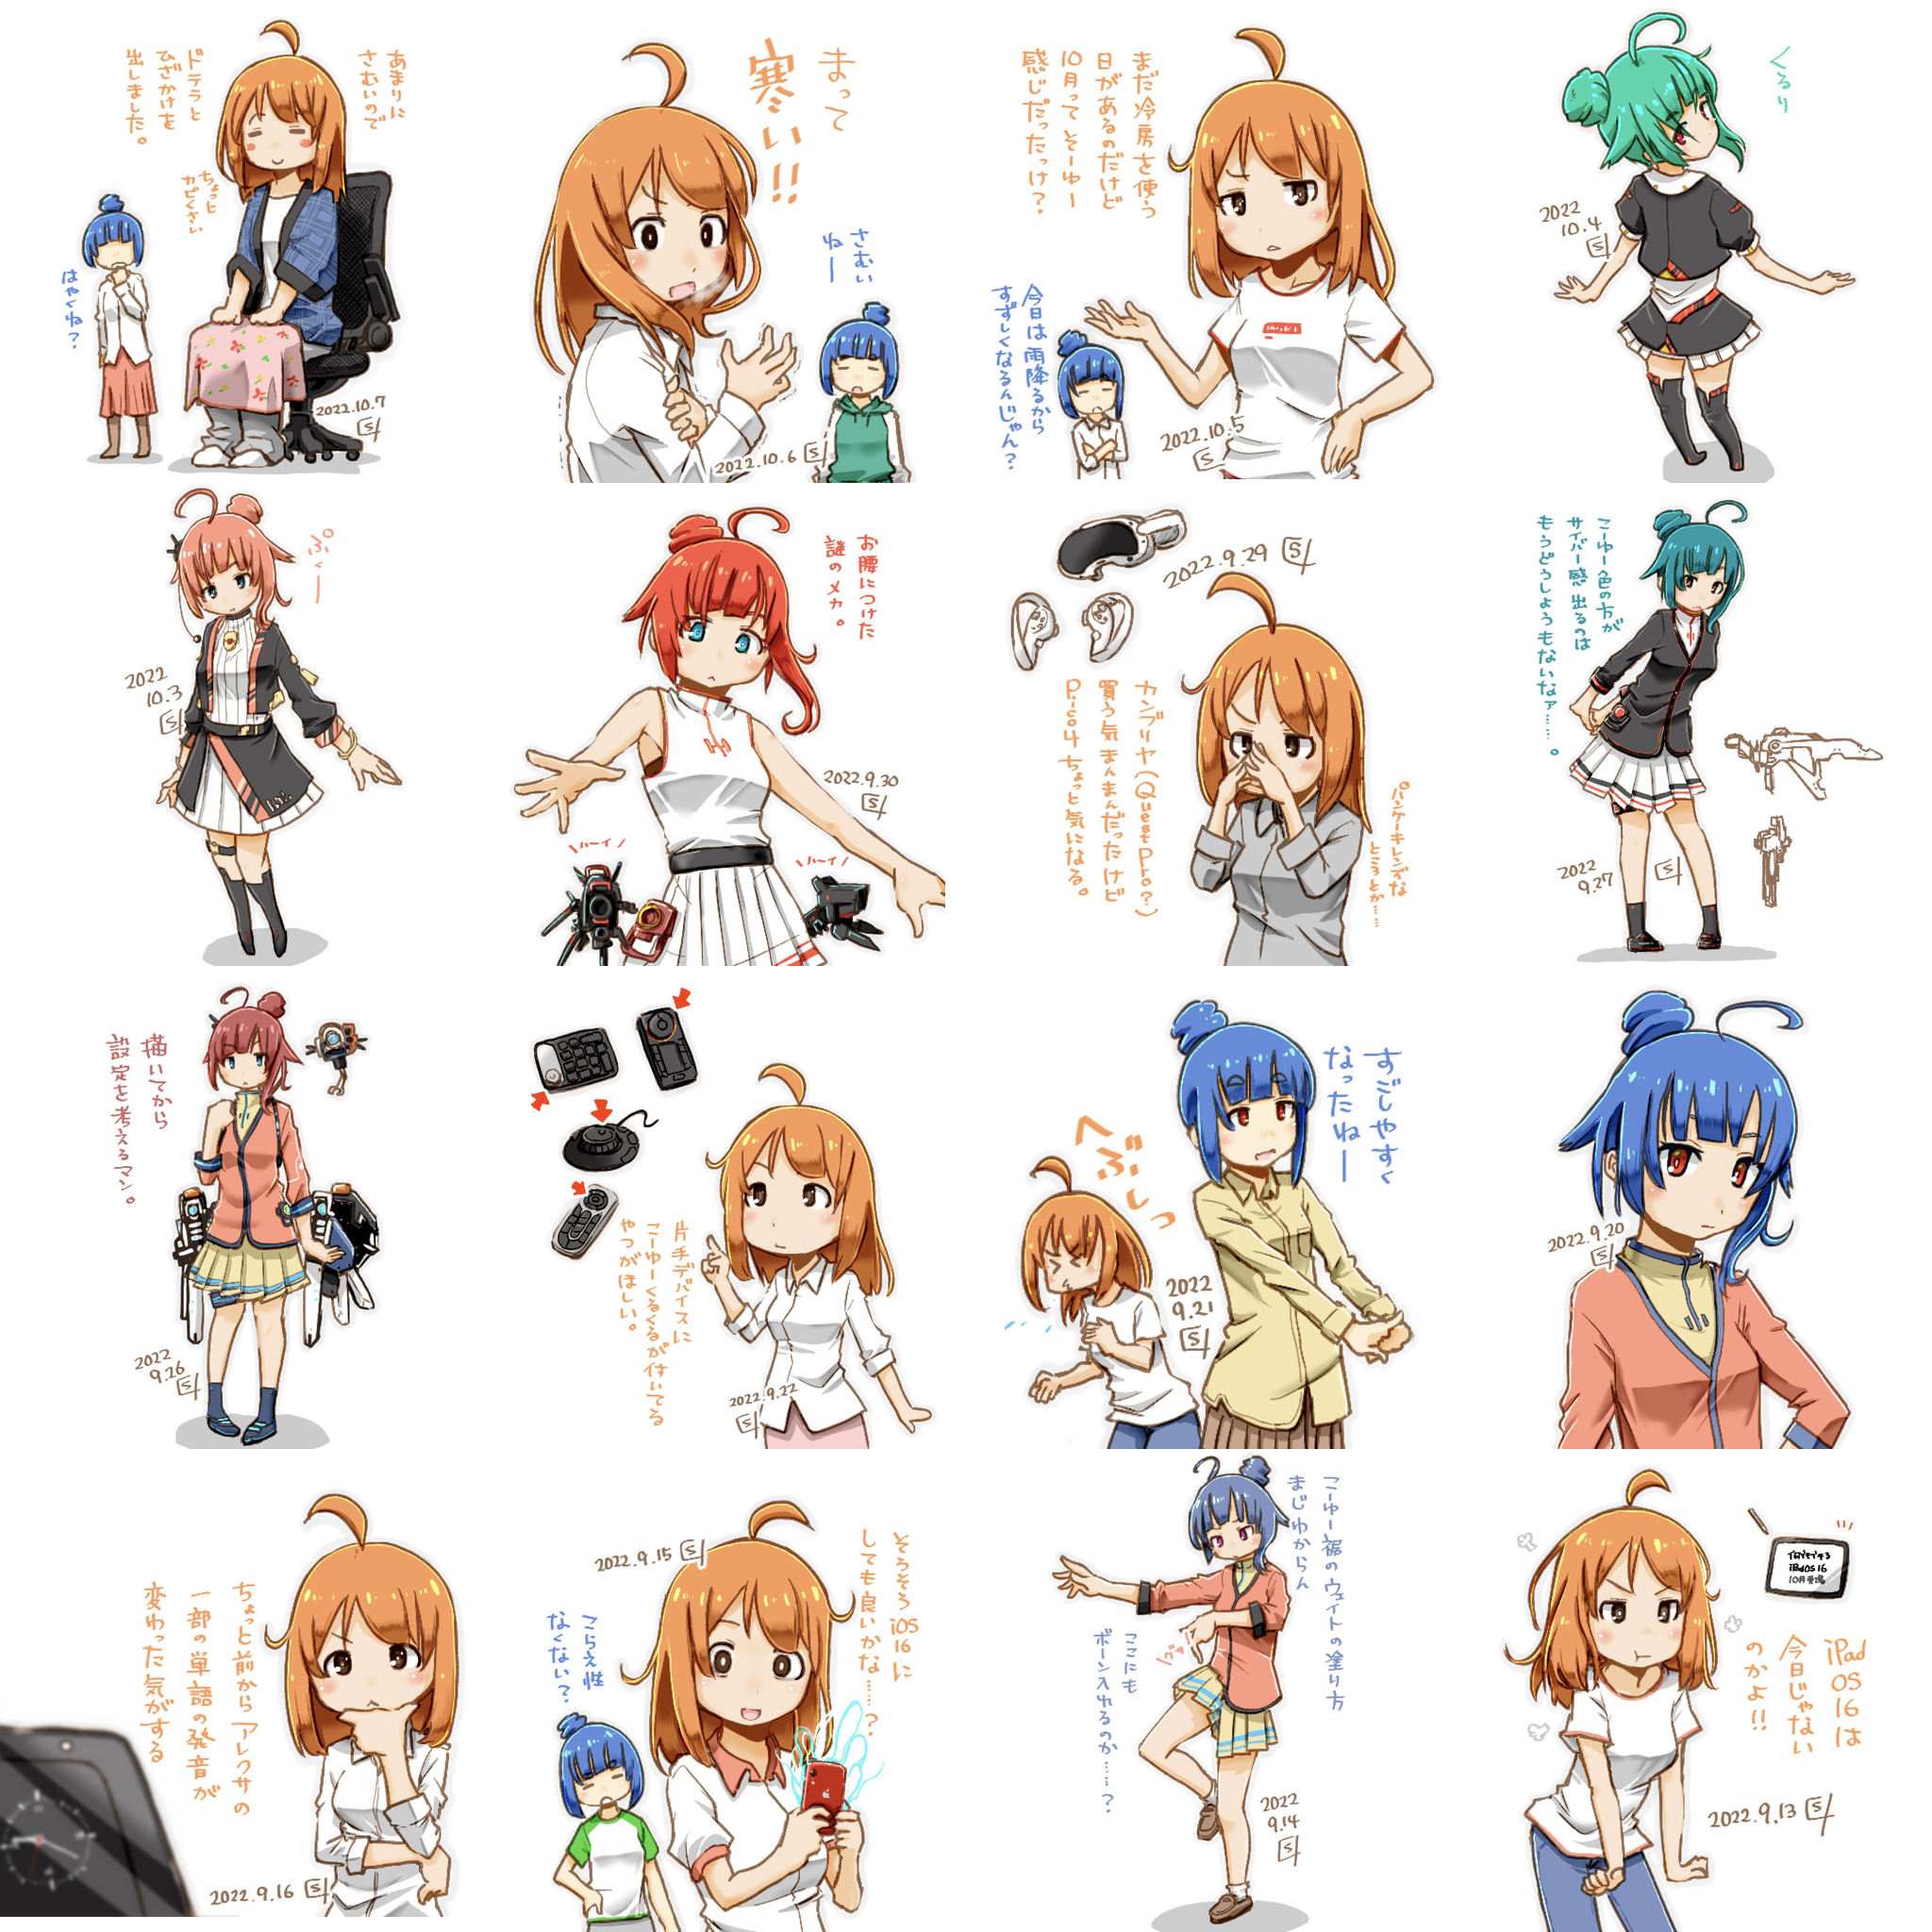 あまりに
さむいので
ドテラと
ひざかけを
出しました。
ちょっと
カビくさい
はやくね?
2022.10.7
まって
寒い!!
さむい
ねー
2022.10.6
まだ冷房を使う
日があるのだけど
10月ってそーゆー
感じだったっけ?
今日は雨降るから
すずしくなるんじゃん?
2022.10.5
くるり
2022
10.4
ぷぃー
2022
10.3
お腰につけた
謎のメカ。
2022.9.30
ハーイ
ハーイ
2022.9.29
カンブリヤ(Quest Pro?)
買う気まんまんだったけど
Pico4ちょっと気になる。
パンケーキレンズな
ところとか……
こーゆー色の方が
サイバー感出るのは
もうどうしようもないなァ……。
2022
9.27
描いてから
設定を考えるマン。
2022
9.26
片手デバイスに
こーゆーくるくるが付いてる
やつがほしい。
2022.9.22
すごしやすく
なったねー
へぶしっ
2022
9.21
2022.9.20
ちょっと前からアレクサの
一部の単語の発音が
変わった気がする
2022.9.16
2022.9.15
そろそろiOS
16に
しても良いかな……?
こらえ性
なくない?
こーゆー裾のウェイトの塗り方
まじわからん
ここにも
ボーン入れるのか……?
2022
9.14
iPadOS16
10月登場
iPad
OS
16は
今日じゃない
のかよ!!
2022.9.13